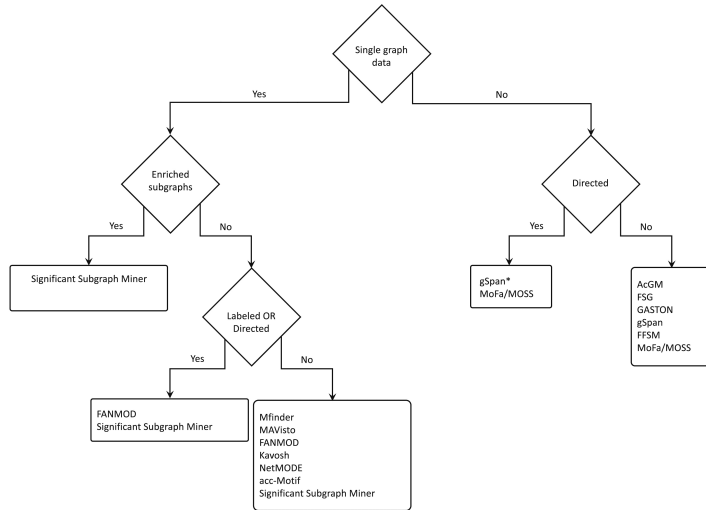 Single graph
data
Yes
No
Enriched
subgraphs
Directed
Yes
No
Yes
No
Significant Subgraph Miner
gSpan*
MoFa/MOSS
AcGM
FSG
GASTON
gSpan
FFSM
MoFa/MOSS
Labeled OR
Directed
Yes
No
FANMOD
Significant Subgraph Miner
Mfinder
MAVisto
FANMOD
Kavosh
NetMODE
acc-Motif
Significant Subgraph Miner